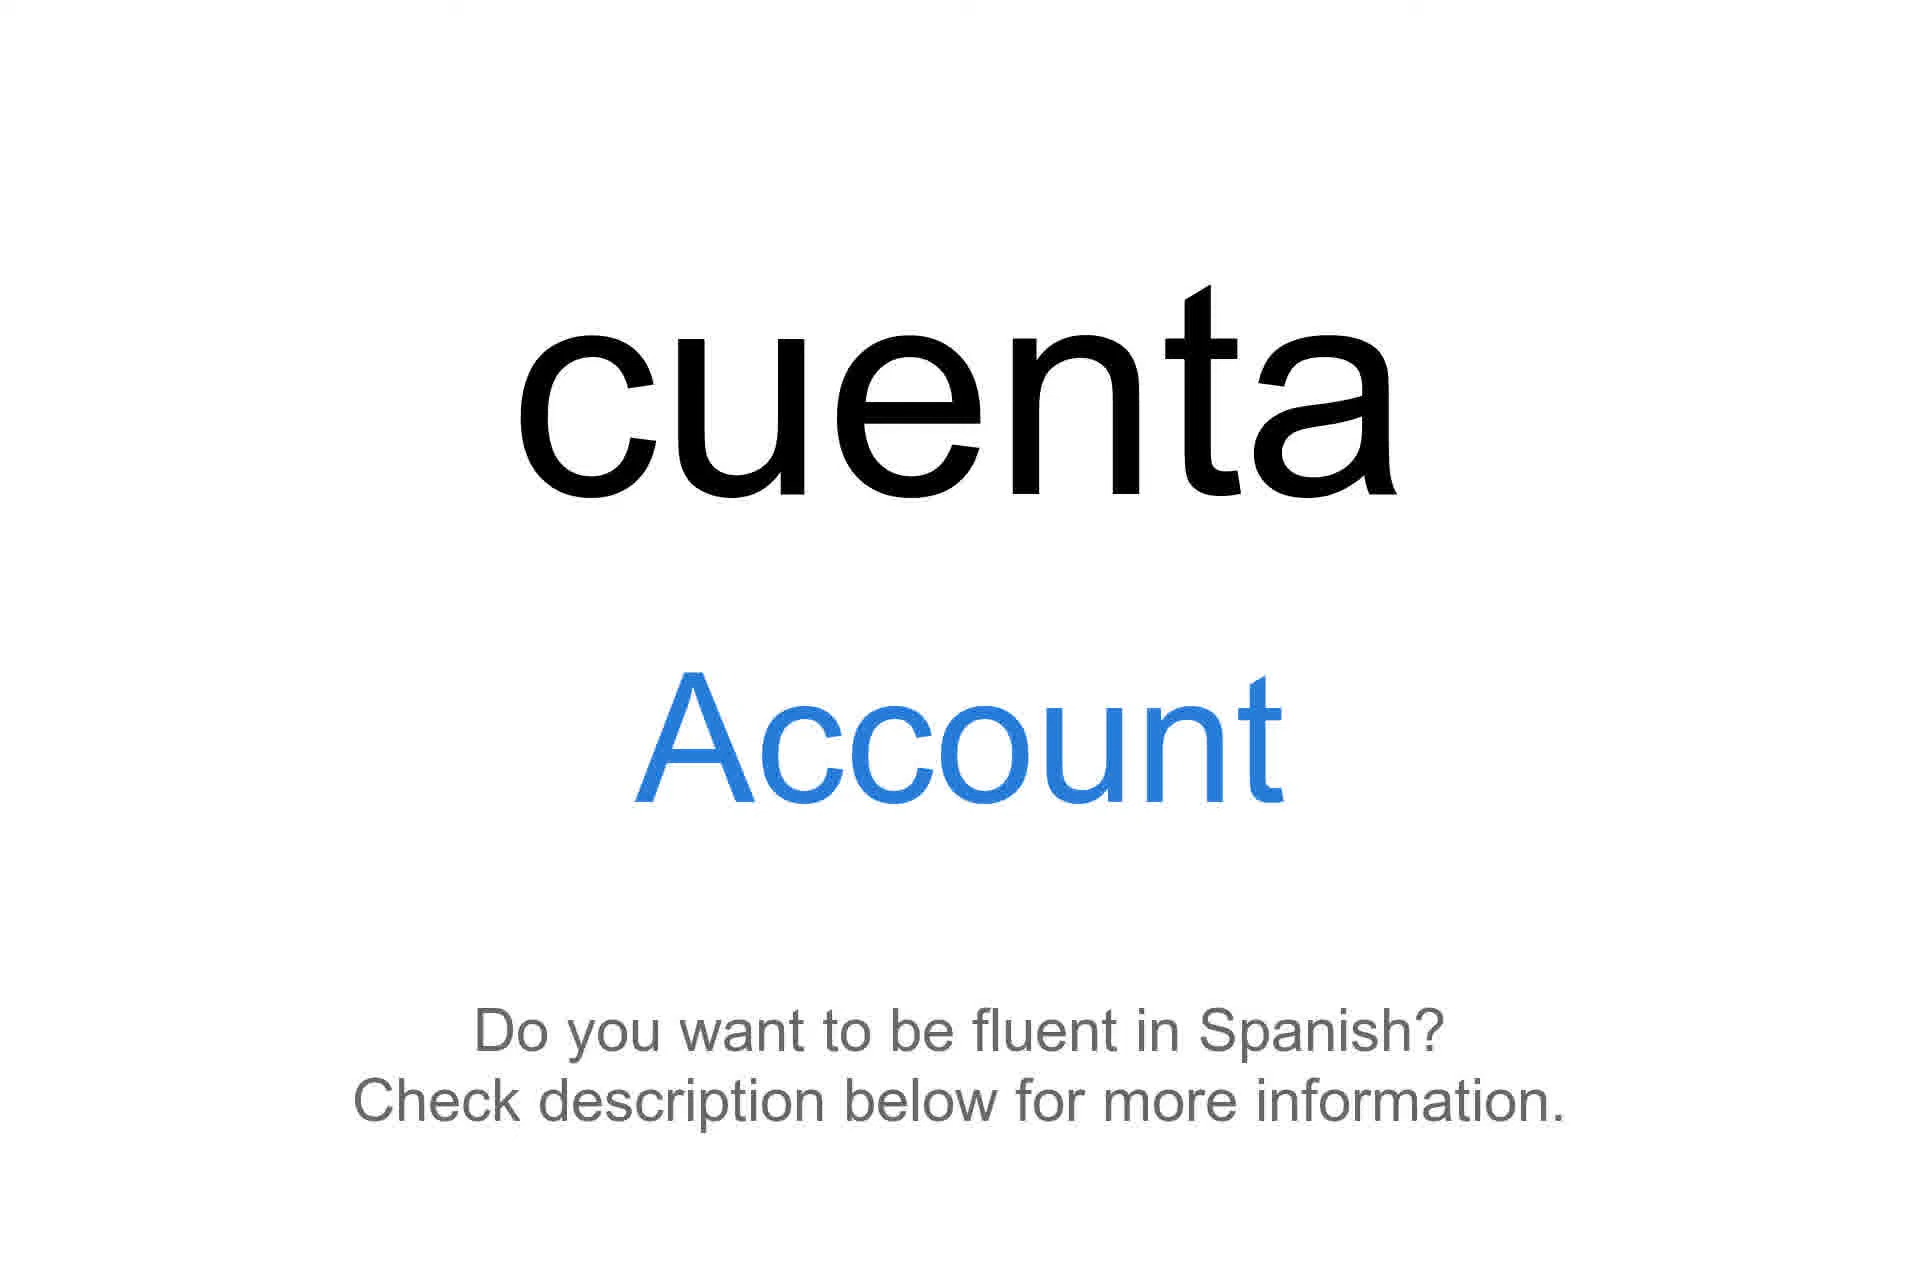 cuenta
Account
Do you want to be fluent in Spanish?
Check description below for more information.